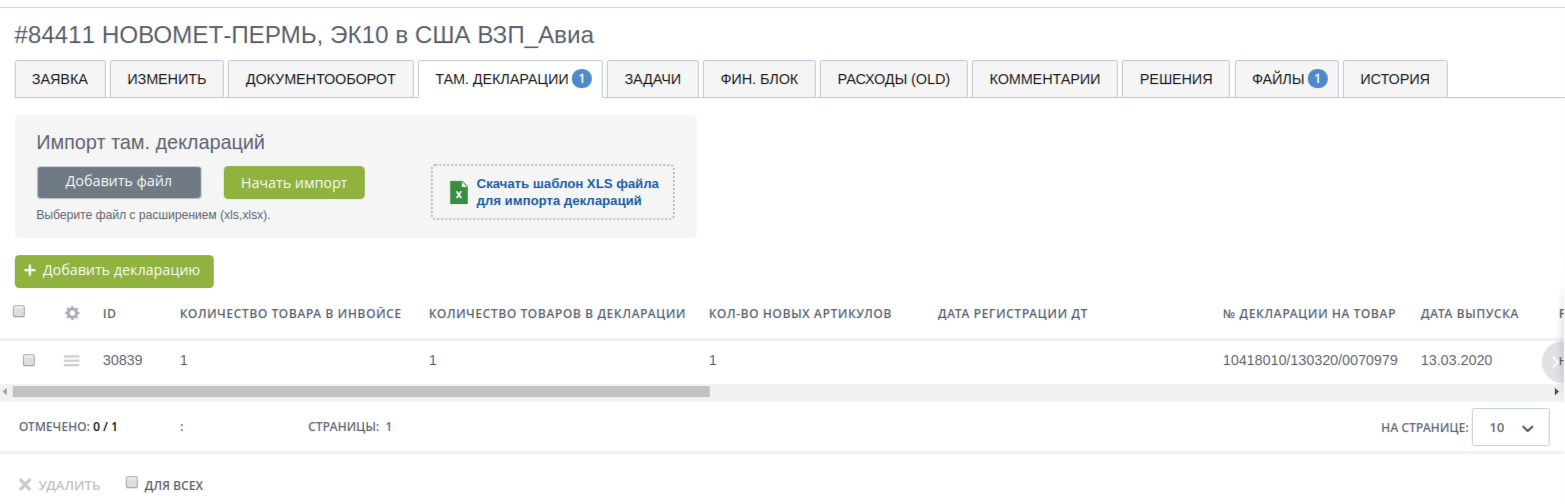 #84411 НОВОМЕТ-ПЕРМЬ, ЭК10 в США ВЗП_Авиа
ЗАЯВКА ИЗМЕНИТЬ ДОКУМЕНТООБОРОТ ТАМ. ДЕКЛАРАЦИИ 1 ЗАДАЧИ ФИН. БЛОК РАСХОДЫ (OLD) КОММЕНТАРИИ РЕШЕНИЯ ФАЙЛЫ 1 ИСТОРИЯ
Импорт там. деклараций
Добавить файл Начать импорт
Скачать шаблон XLS файла
для импорта деклараций
Выберите файл с расширением (xls,xlsx).
+ Добавить декларацию
ID КОЛИЧЕСТВО ТОВАРА В ИНВОЙСЕ КОЛИЧЕСТВО ТОВАРОВ В ДЕКЛАРАЦИИ КОЛ-ВО НОВЫХ АРТИКУЛОВ ДАТА РЕГИСТРАЦИИ ДТ № ДЕКЛАРАЦИИ НА ТОВАР ДАТА ВЫПУСКА
30839 1 1 1 10418010/130320/0070979 13.03.2020
ОТМЕЧЕНО: 0 / 1 : СТРАНИЦЫ: 1 НА СТРАНИЦЕ: 10
УДАЛИТЬ ДЛЯ ВСЕХ